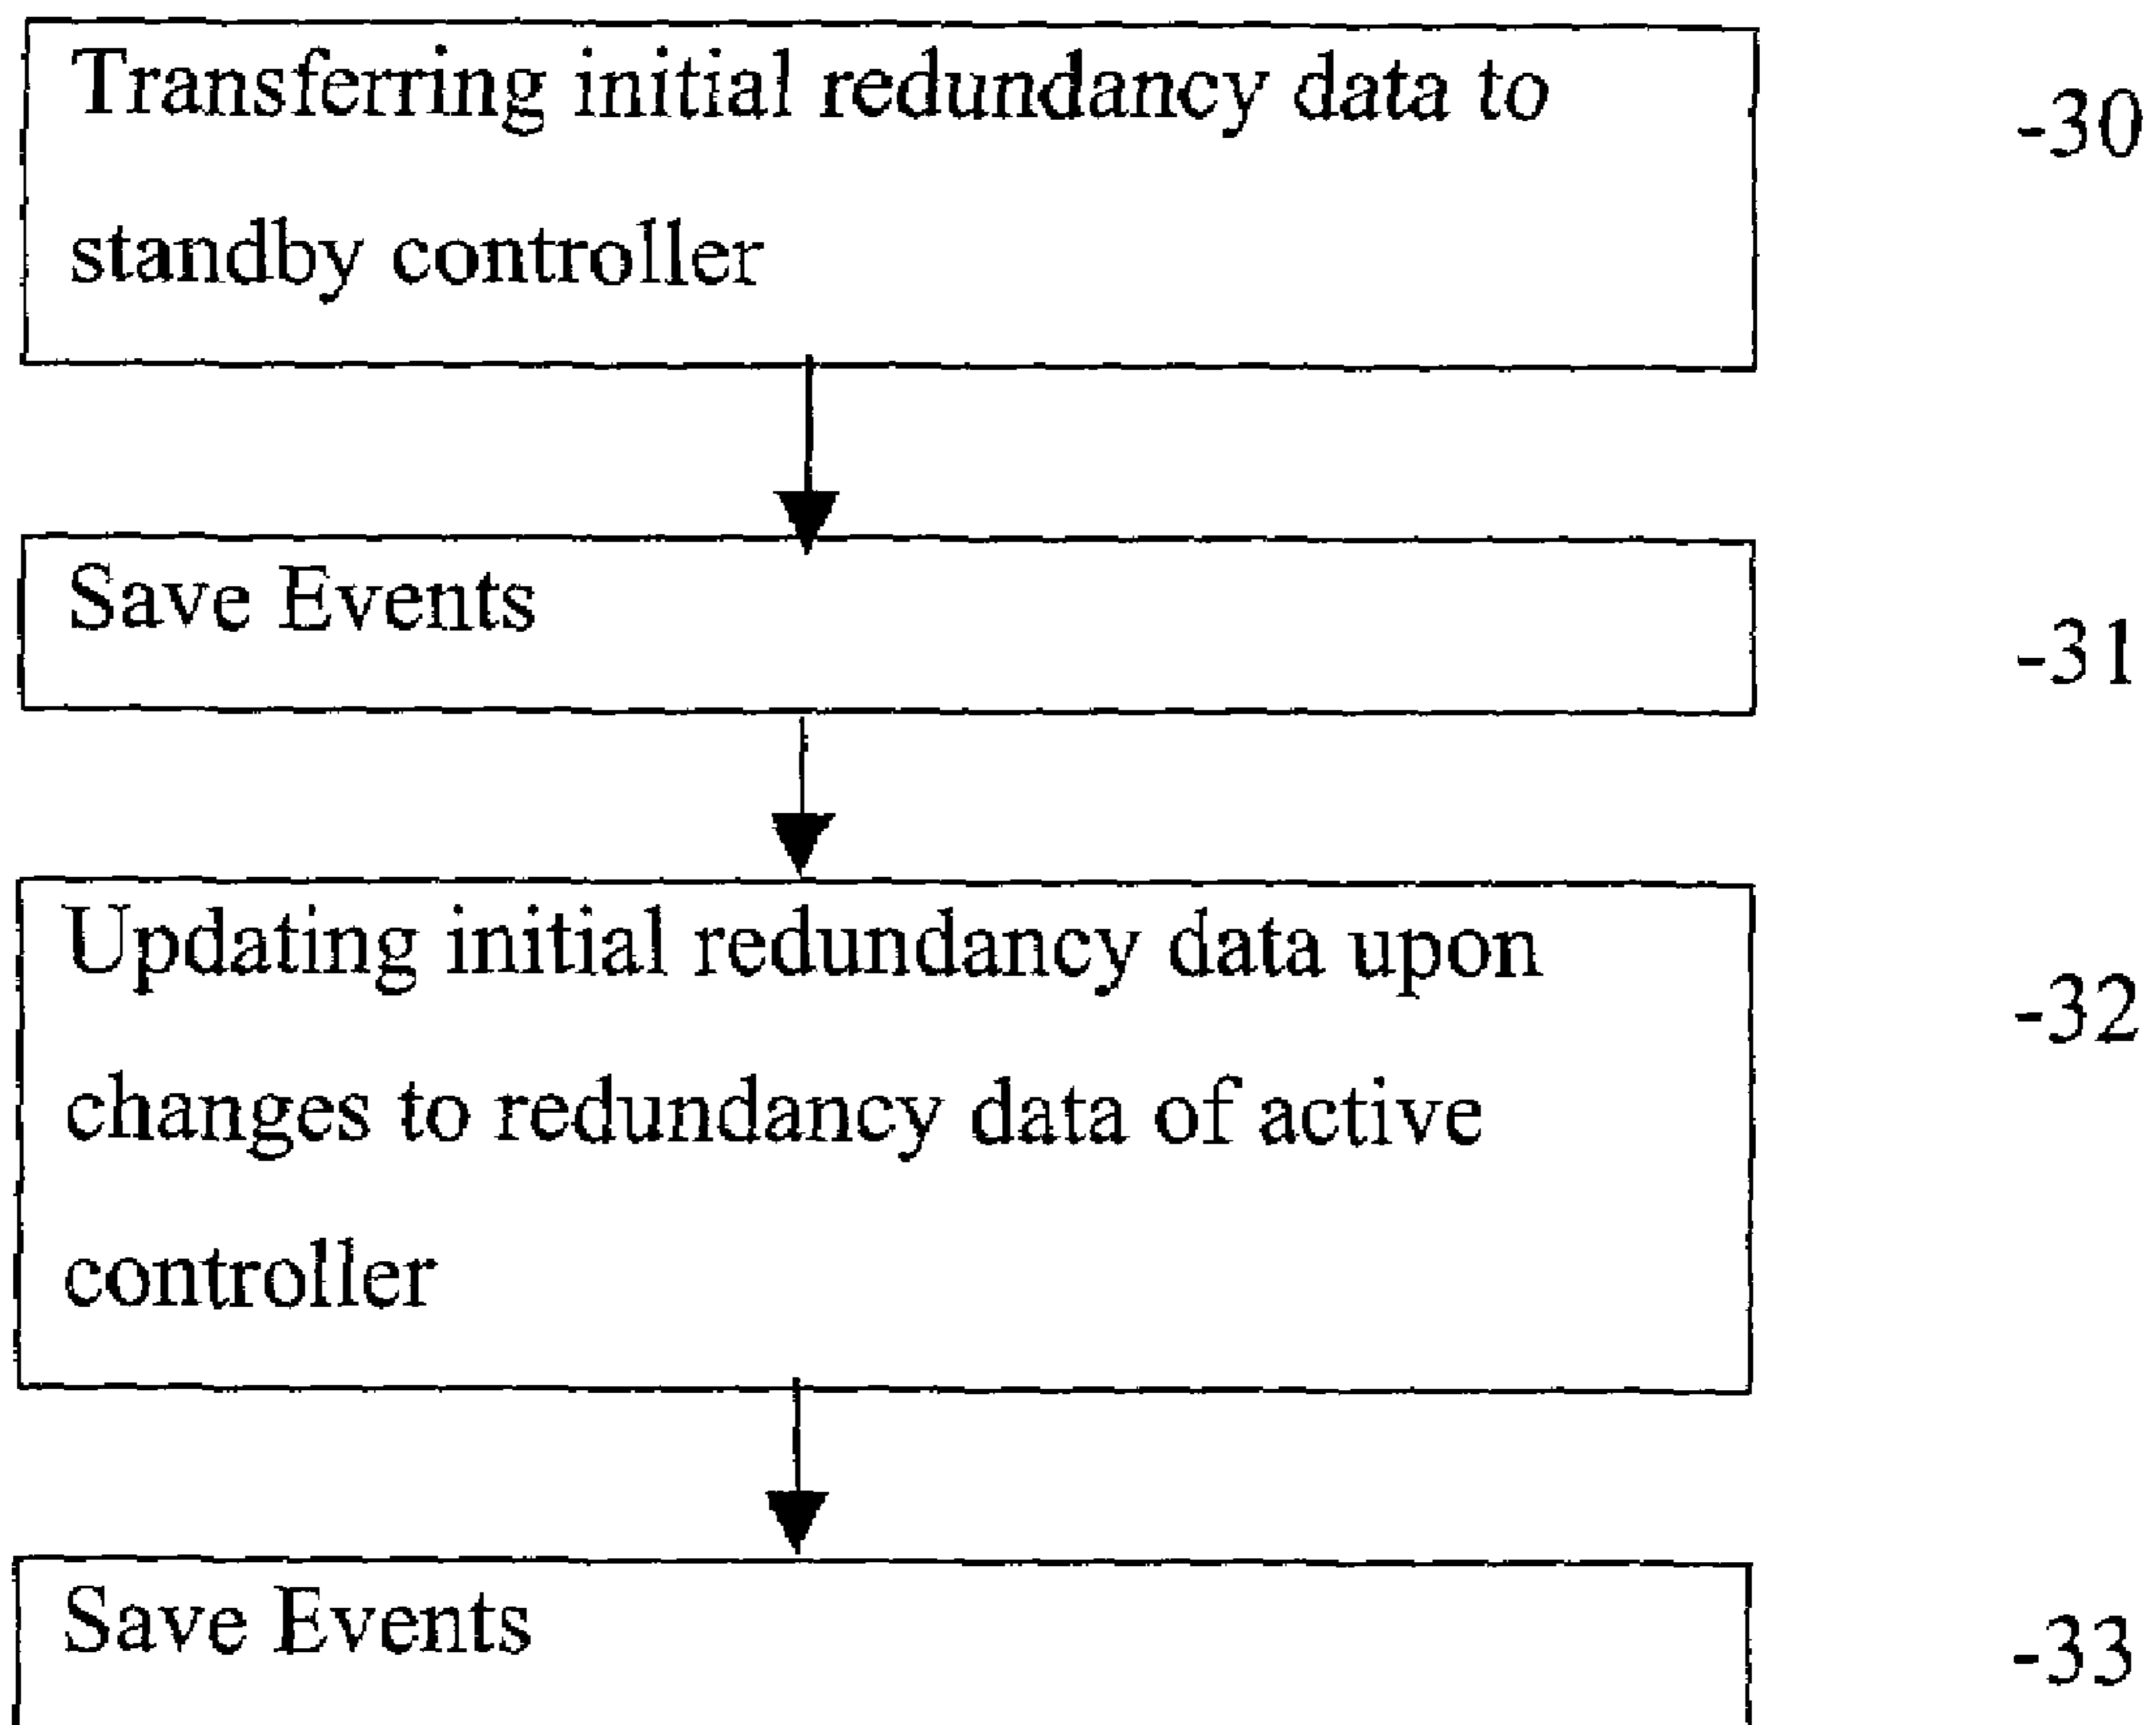 Transferring initial redundancy data to
standby controller
-30
Save Events
-31
Updating initial redundancy data upon
changes to redundancy data of active
controller
-32
Save Events
-33